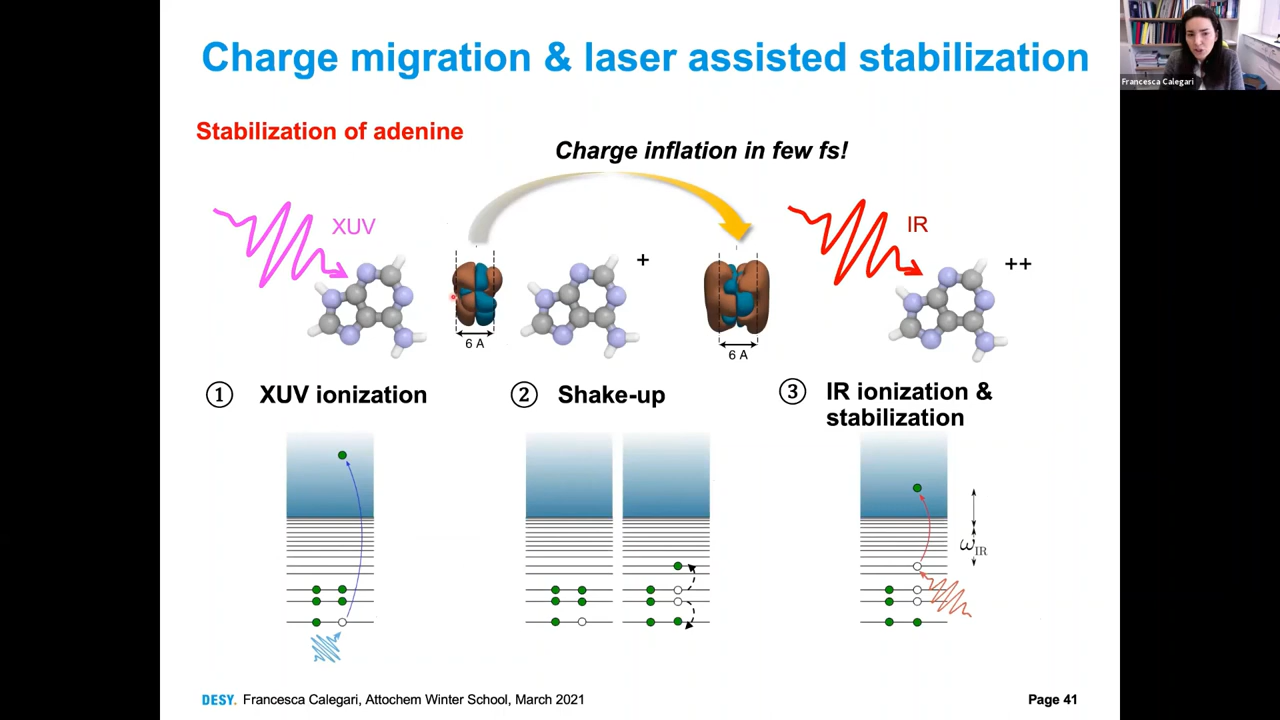 Charge migration & laser assisted stabilization
Francesca Calegari
Stabilization of adenine
Charge inflation in few fs!
XUV
IR
+
++
6 A
6 A
① XUV ionization
② Shake-up
③ IR ionization &
stabilization
ωIR
DESY. Francesca Calegari, Attochem Winter School, March 2021
Page 41